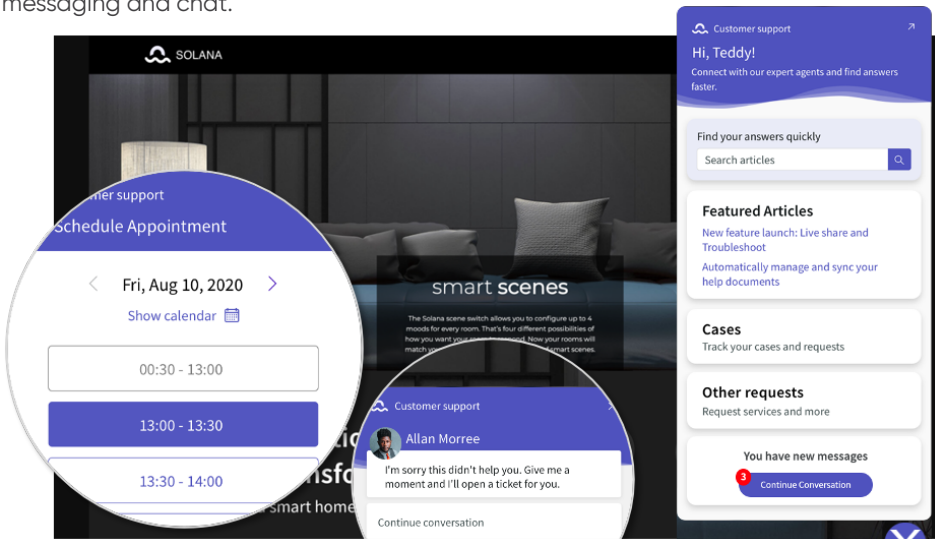 messaging and chat.
SOLANA
smart scenes
The Solana scene switch allows you to configure up to 4
moods for every room. That's four different possibilities of
how you want your
Now your rooms will
match
smart scenes.
smart home
mer support
Schedule Appointment
Fri, Aug 10, 2020
Show calendar
00:30 - 13:00
13:00 - 13:30
13:30 - 14:00
Customer support
Allan Morree
I'm sorry this didn't help you. Give me a
moment and I'll open a ticket for you.
Continue conversation
Customer support
Hi, Teddy!
Connect with our expert agents and find answers
faster.
Find your answers quickly
Search articles
Featured Articles
New feature launch: Live share and
Troubleshoot
Automatically manage and sync your
help documents
Cases
Track your cases and requests
Other requests
Request services and more
You have new messages
3
Continue Conversation